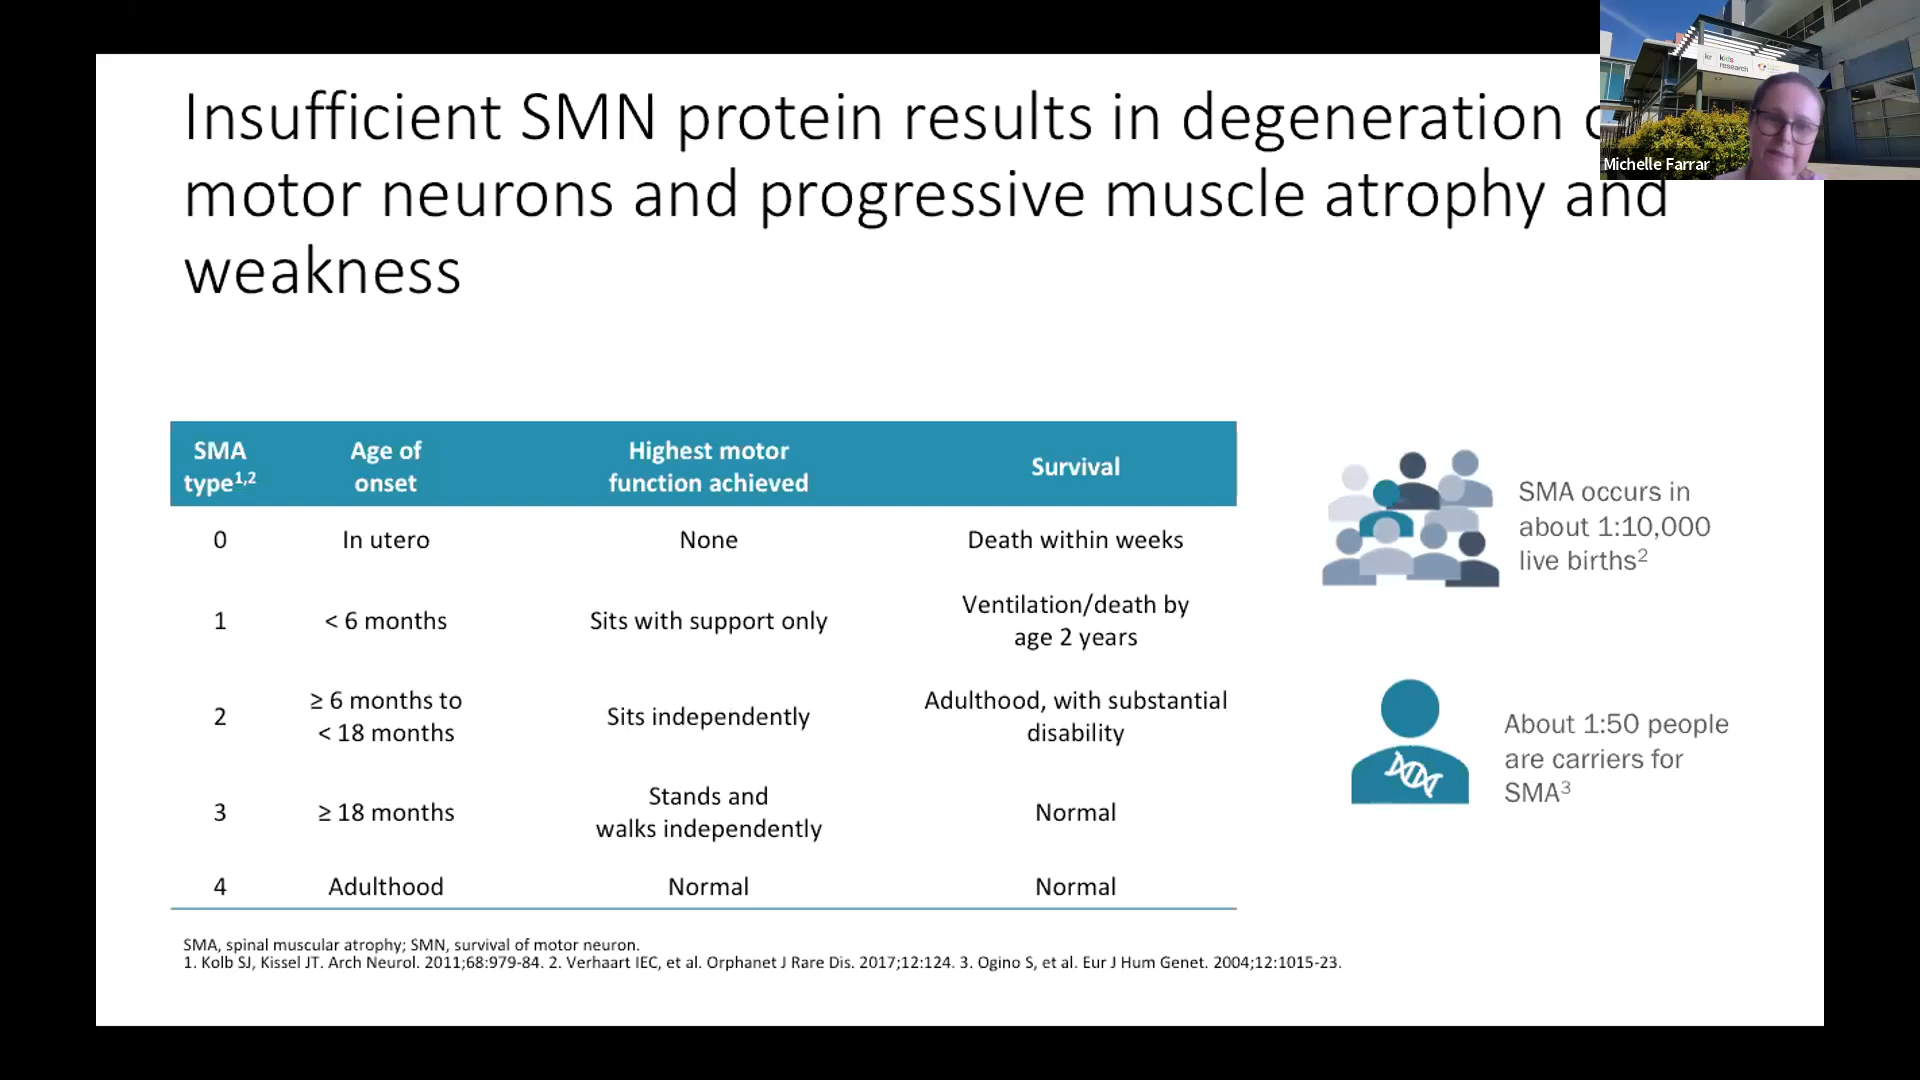 Insufficient SMN protein results in degeneration
motor neurons and progressive muscle atrophy and
weakness
kids
research
Michelle Farrar
SMA type1,2
Age of onset
Highest motor function achieved
Survival
0 In utero None Death within weeks
1 < 6 months Sits with support only Ventilation/death by age 2 years
2 ≥ 6 months to < 18 months Sits independently Adulthood, with substantial disability
3 ≥ 18 months Stands and walks independently Normal
4 Adulthood Normal Normal
SMA occurs in
about 1:10,000
live births2
About 1:50 people
are carriers for
SMA3
SMA, spinal muscular atrophy; SMN, survival of motor neuron.
1. Kolb SJ, Kissel JT. Arch Neurol. 2011;68:979-84. 2. Verhaart IEC, et al. Orphanet J Rare Dis. 2017;12:124. 3. Ogino S, et al. Eur J Hum Genet. 2004;12:1015-23.